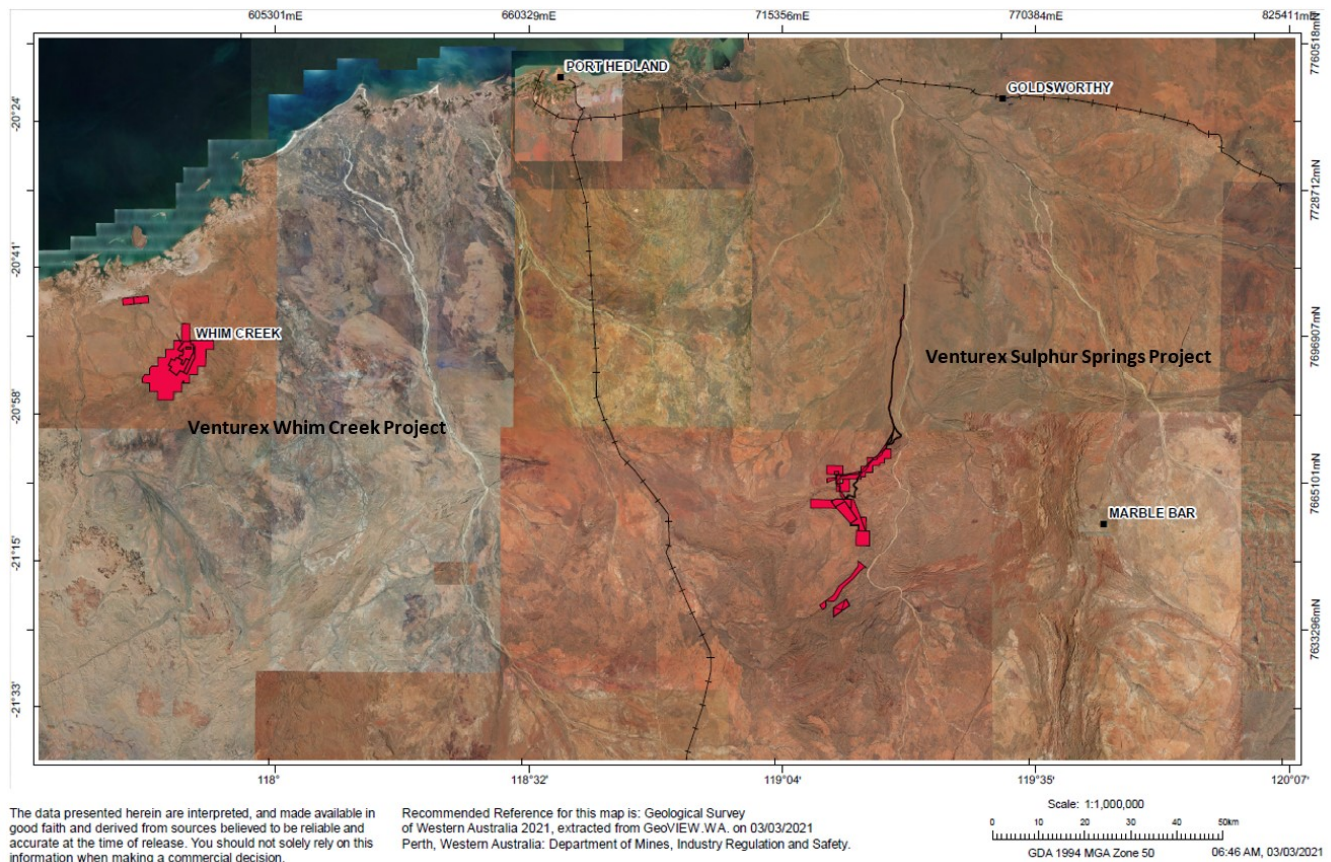 605301mE
660329mE
715356mE
770384mE
825411mE
7760518mN
PORT HEDLAND
GOLDSWORTHY
-20°24'
7728712mN
-20°41'
WHIM CREEK
7696907mN
Venturex Sulphur Springs Project
-20°58'
Venturex Whim Creek Project
7665101mN
MARBLE BAR
-21°15'
7633296mN
-21°33'
118°
118°32'
119°04'
119°35'
120°07'
The data presented herein are interpreted, and made available in
good faith and derived from sources believed to be reliable and
accurate at the time of release. You should not solely rely on this
information when making a commercial decision.
Recommended Reference for this map is: Geological Survey
of Western Australia 2021, extracted from GeoVIEW.WA. on 03/03/2021
Perth, Western Australia: Department of Mines, Industry Regulation and Safety.
Scale: 1:1,000,000
0 10 20 30 40 50km
GDA 1994 MGA Zone 50
06:46 AM, 03/03/2021